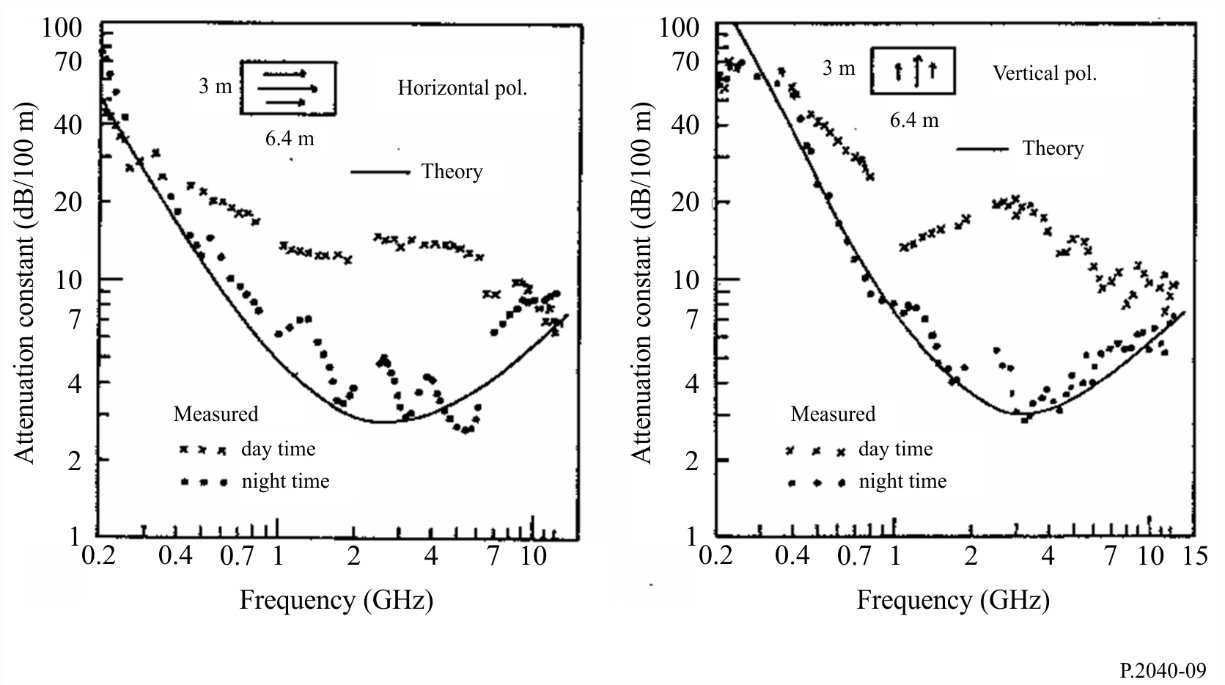 100
70
40
20
10
7
4
2
1
Attenuation constant (dB/100 m)
3 m
6.4 m
Horizontal pol.
Theory
Measured
day time
night time
0.2 0.4 0.7 1 2 4 7 10
Frequency (GHz)
100
70
40
20
10
7
4
2
1
Attenuation constant (dB/100 m)
3 m
6.4 m
Vertical pol.
Theory
Measured
day time
night time
0.2 0.4 0.7 1 2 4 7 10 15
Frequency (GHz)
P.2040-09